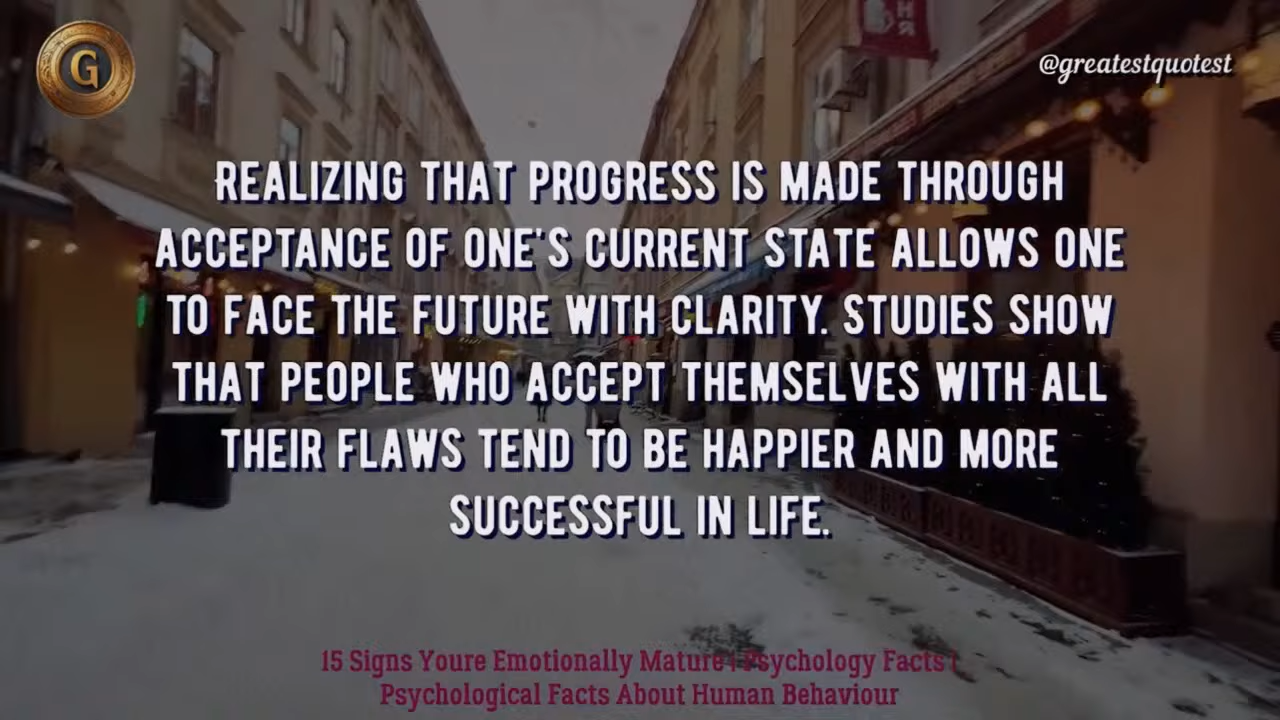 G
@greatestquotest
REALIZING THAT PROGRESS IS MADE THROUGH
ACCEPTANCE OF ONE'S CURRENT STATE ALLOWS ONE
TO FACE THE FUTURE WITH CLARITY. STUDIES SHOW
THAT PEOPLE WHO ACCEPT THEMSELVES WITH ALL
THEIR FLAWS TEND TO BE HAPPIER AND MORE
SUCCESSFUL IN LIFE.
15 Signs Youre Emotionally Mature | Psychology Facts |
Psychological Facts About Human Behaviour